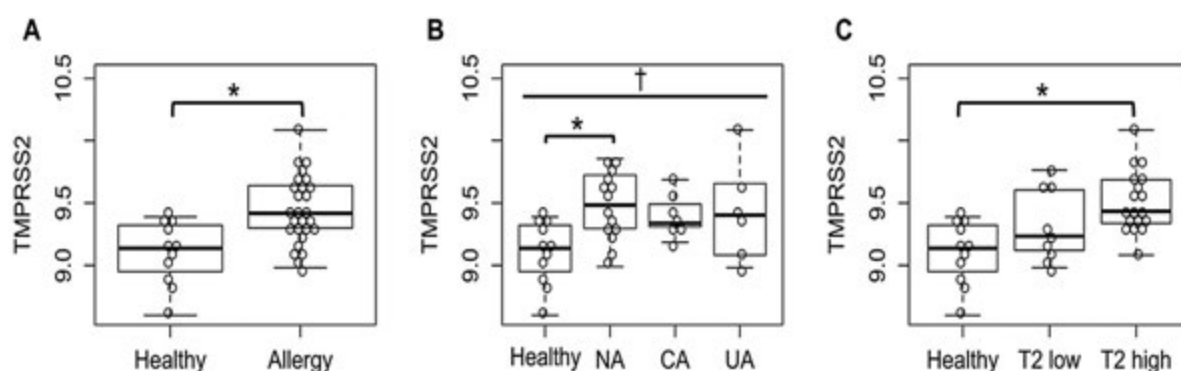 A
B
C
TMPRSS2
10.5
9.5
9.0
*
Healthy Allergy
TMPRSS2
10.5
9.5
9.0
†
*
Healthy NA CA UA
TMPRSS2
10.5
9.5
9.0
*
Healthy T2 low T2 high